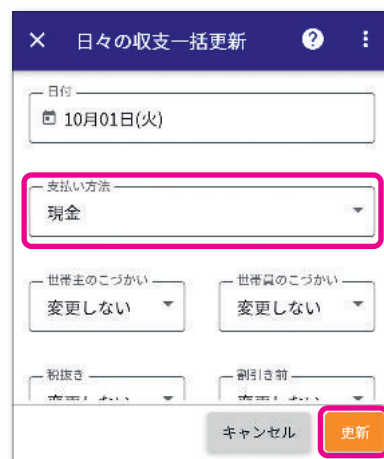 日々の収支一括更新
日付
10月01日(火)
支払い方法
現金
世帯主のこづかい 世帯員のこづかい
変更しない 変更しない
税抜き 割引き前
キャンセル 更新